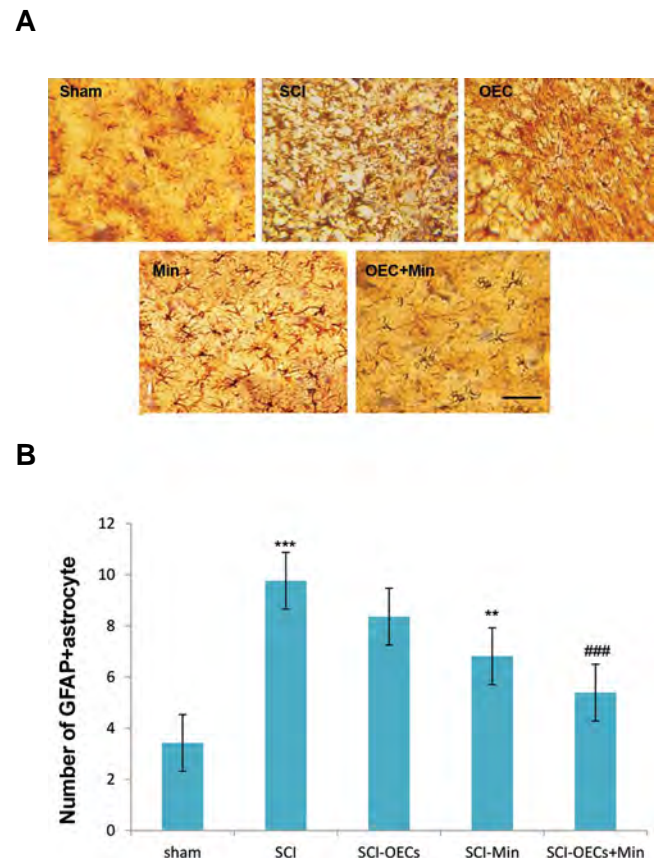 A
Sham
SCI
OEC
Min
OEC+Min
B
Number of GFAP+astrocyte
12
10
8
6
4
2
0
***
**
###
sham
SCI
SCI-OECs
SCI-Min
SCI-OECs+Min